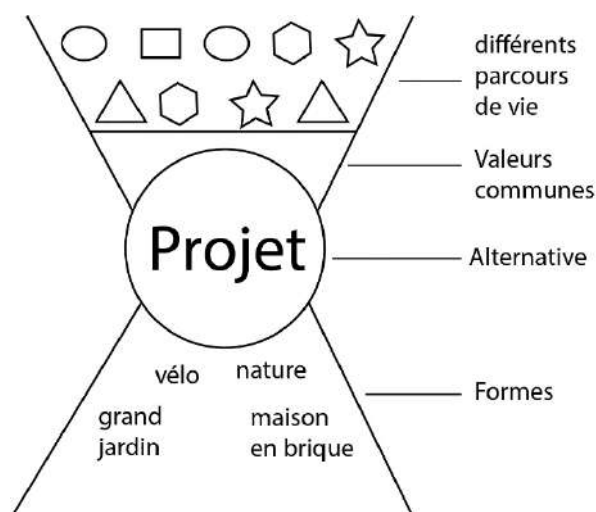 différents
parcours
de vie
Valeurs
communes
Projet
Alternative
vélo
nature
grand
jardin
maison
en brique
Formes